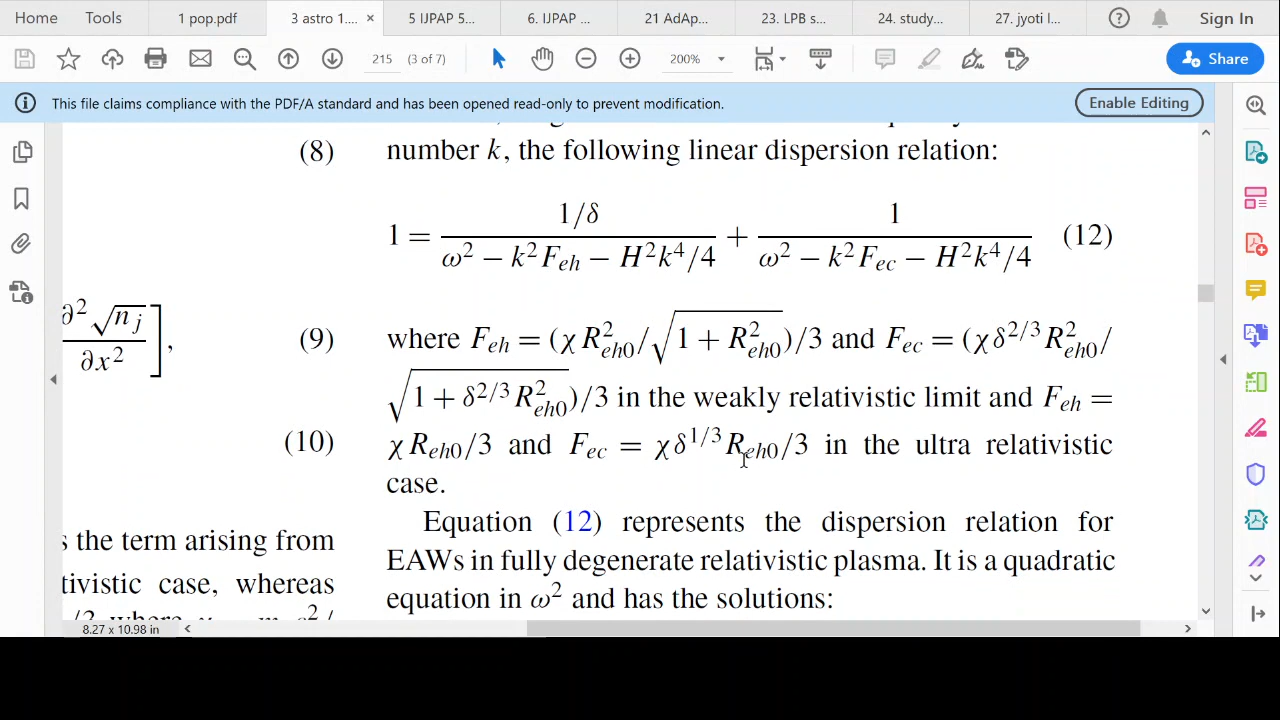 Home Tools 1 pop.pdf 3 astro 1.... × 5 IJPAP 5... 6. IJPAP ... 21 AdAp... 23. LPB s... 24. study... 27. jyoti l... Sign In
215 (3 of 7) 200% Share
This file claims compliance with the PDF/A standard and has been opened read-only to prevent modification. Enable Editing
(8)
∂² √n_j / ∂x² ], (9)
(10)
s the term arising from
tivistic case, whereas
number k, the following linear dispersion relation:
1 = (1/δ)/(ω² − k²F_eh − H²k⁴/4) + 1/(ω² − k²F_ec − H²k⁴/4) (12)
where F_eh = (χR²_eh0/√(1 + R²_eh0))/3 and F_ec = (χδ^2/3 R²_eh0/
√(1 + δ^2/3 R²_eh0))/3 in the weakly relativistic limit and F_eh =
χR_eh0/3 and F_ec = χδ^1/3 R_eh0/3 in the ultra relativistic
case.
Equation (12) represents the dispersion relation for
EAWs in fully degenerate relativistic plasma. It is a quadratic
equation in ω² and has the solutions:
8.27 x 10.98 in